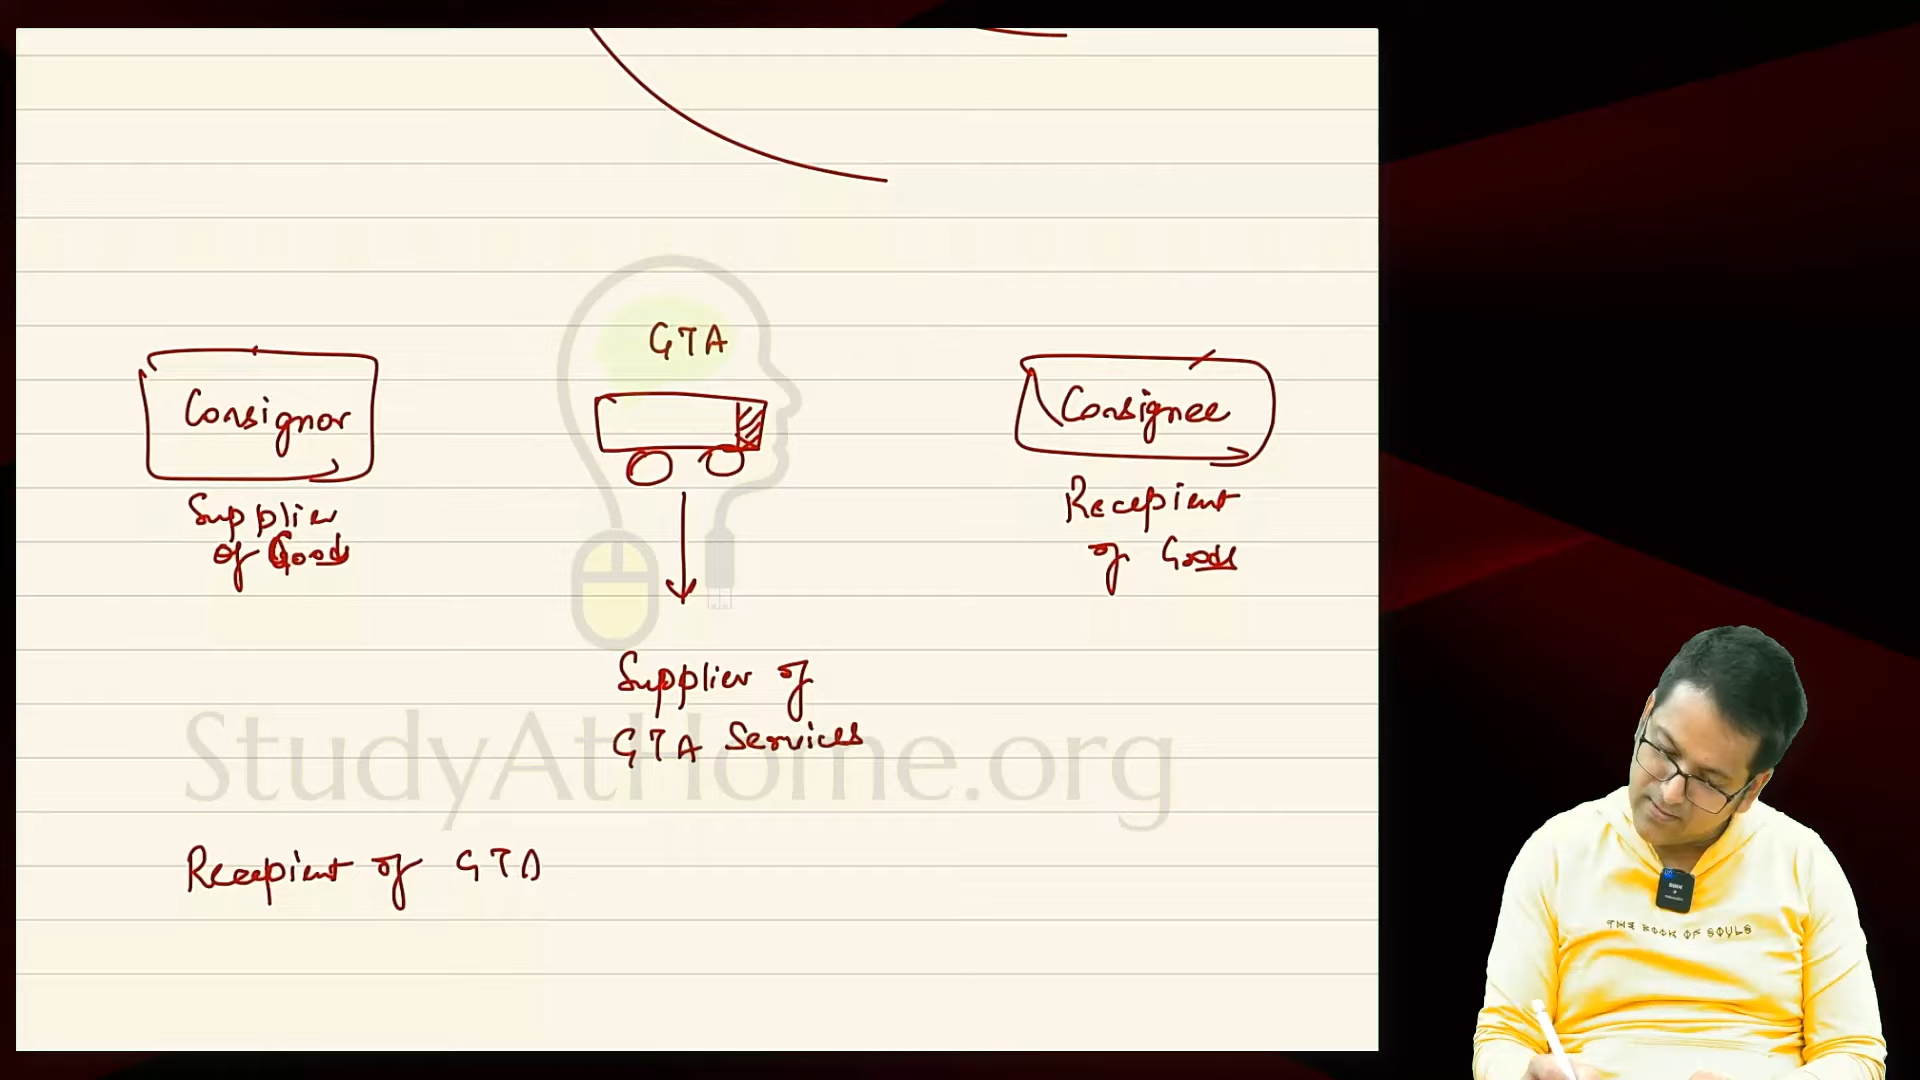 GTA
Consignor
Consignee
Supplier
of Goods
Recepient
of Goods
Supplier of
GTA Services
StudyAtHome.org
Recepient of GTA
THE BOOK OF SOULS